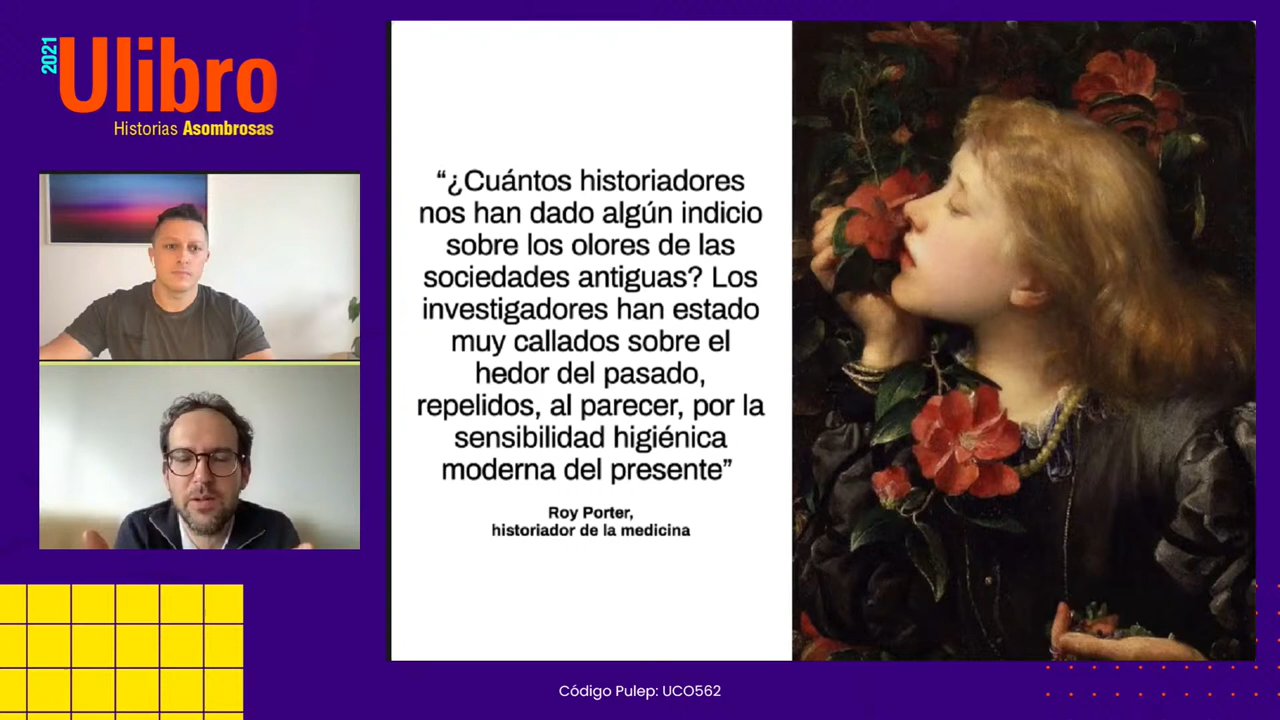 2021
Ulibro
Historias Asombrosas
“¿Cuántos historiadores
nos han dado algún indicio
sobre los olores de las
sociedades antiguas? Los
investigadores han estado
muy callados sobre el
hedor del pasado,
repelidos, al parecer, por la
sensibilidad higiénica
moderna del presente”
Roy Porter,
historiador de la medicina
Código Pulep: UCO562